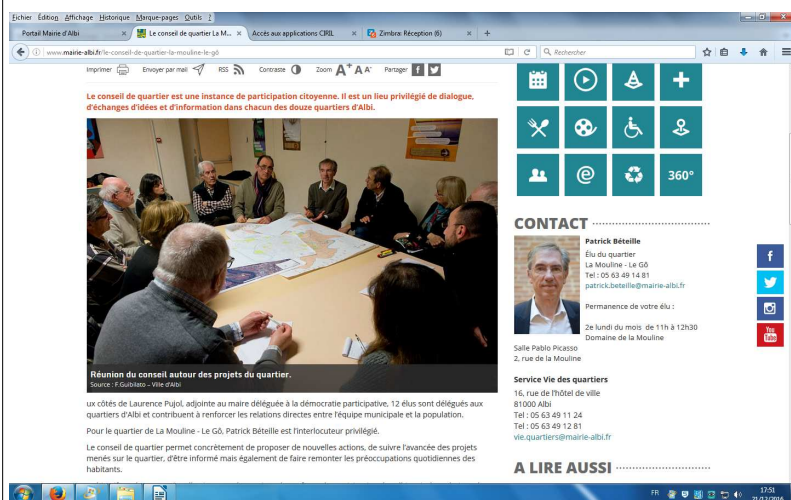 Fichier Édition Affichage Historique Marque-pages Outils ?
Portail Mairie d'Albi
Le conseil de quartier La M...
Accès aux applications CIRIL
Zimbra: Réception (6)
www.mairie-albi.fr/le-conseil-de-quartier-la-mouline-le-gô
Rechercher
Imprimer Envoyer par mail RSS Contraste Zoom A+ A A- Partager
Le conseil de quartier est une instance de participation citoyenne. Il est un lieu privilégié de dialogue,
d'échanges d'idées et d'information dans chacun des douze quartiers d'Albi.
Réunion du conseil autour des projets du quartier.
Source : F.Guibilato – Ville d'Albi
ux côtés de Laurence Pujol, adjointe au maire déléguée à la démocratie participative, 12 élus sont délégués aux
quartiers d'Albi et contribuent à renforcer les relations directes entre l'équipe municipale et la population.
Pour le quartier de La Mouline - Le Gô, Patrick Béteille est l'interlocuteur privilégié.
Le conseil de quartier permet concrètement de proposer de nouvelles actions, de suivre l'avancée des projets
menés sur le quartier, d'être informé mais également de faire remonter les préoccupations quotidiennes des
habitants.
360°
CONTACT
Patrick Béteille
Élu du quartier
La Mouline - Le Gô
Tel : 05 63 49 14 81
patrick.beteille@mairie-albi.fr
Permanence de votre élu :
2e lundi du mois de 11h à 12h30
Domaine de la Mouline
Salle Pablo Picasso
2, rue de la Mouline
Service Vie des quartiers
16, rue de l'hôtel de ville
81000 Albi
Tel : 05 63 49 11 24
Tel : 05 63 49 12 81
vie.quartiers@mairie-albi.fr
A LIRE AUSSI
You Tube
FR
17:51
21/12/2016